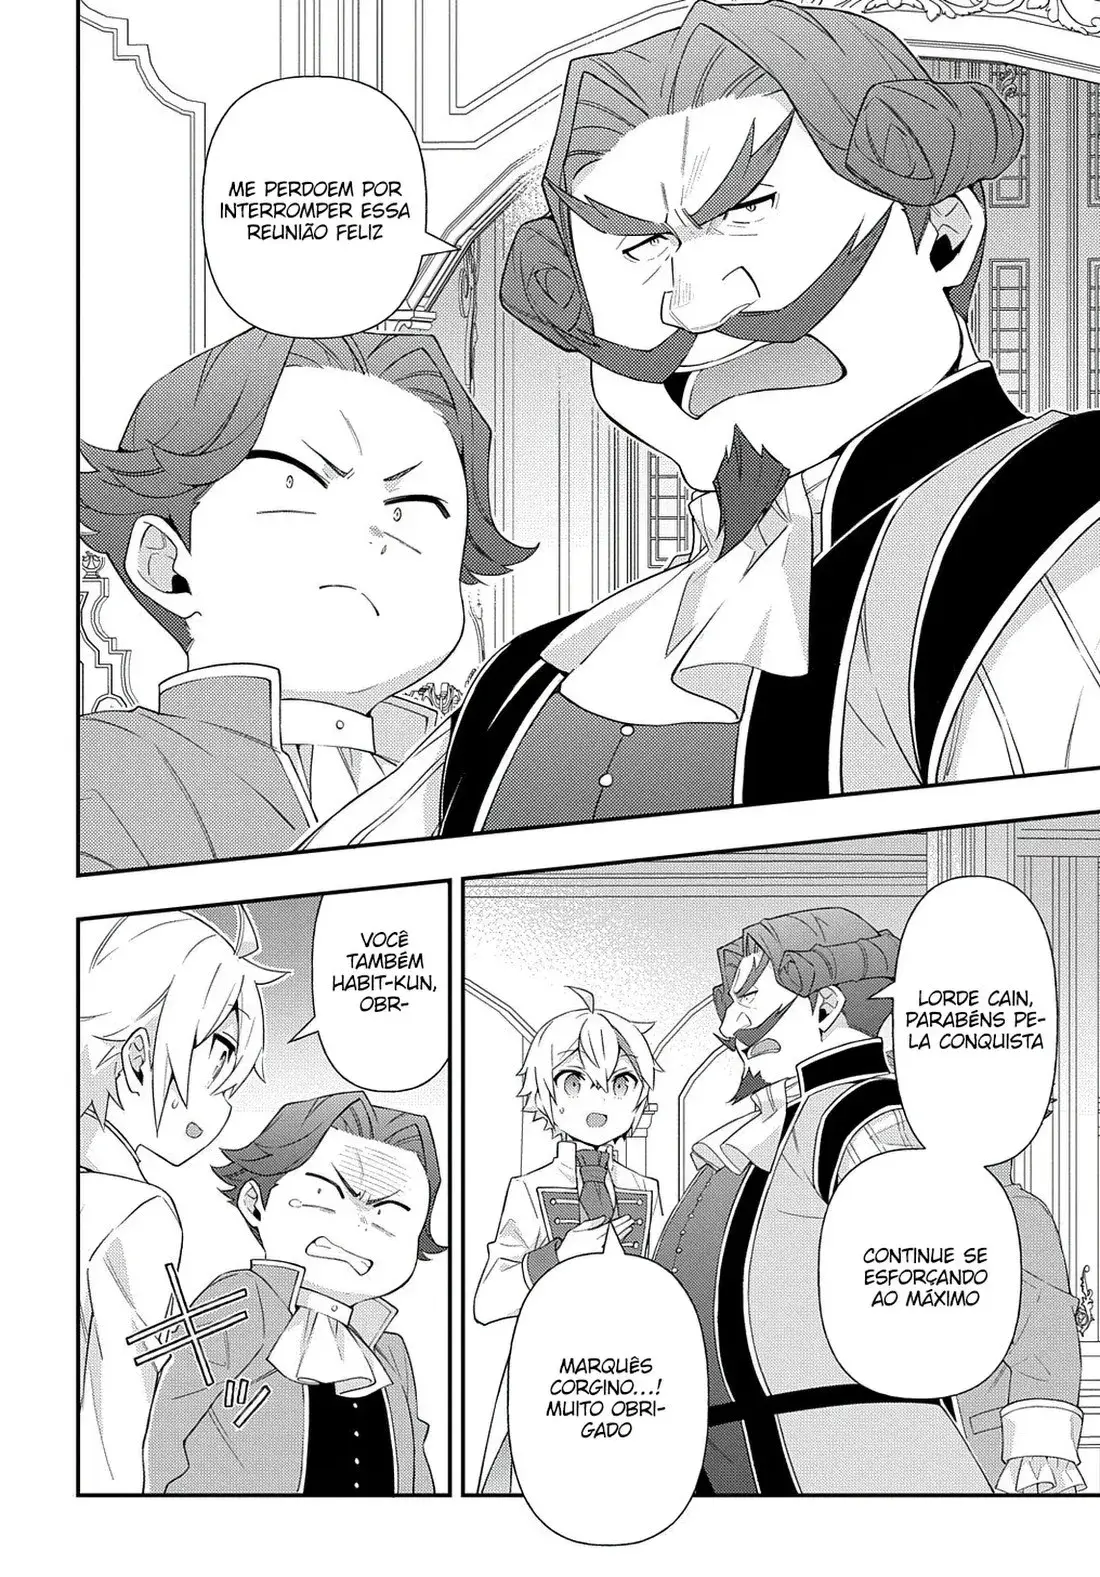 ME PERDOEM POR
INTERROMPER ESSA
REUNIÃO FELIZ
LORDE CAIN,
PARABÉNS PE-
LA CONQUISTA
CONTINUE SE
ESFORÇANDO
AO MÁXIMO
MARQUÊS
CORGINO...!
MUITO OBRI-
GADO
VOCÊ
TAMBÉM
HABIT-KUN,
OBR-